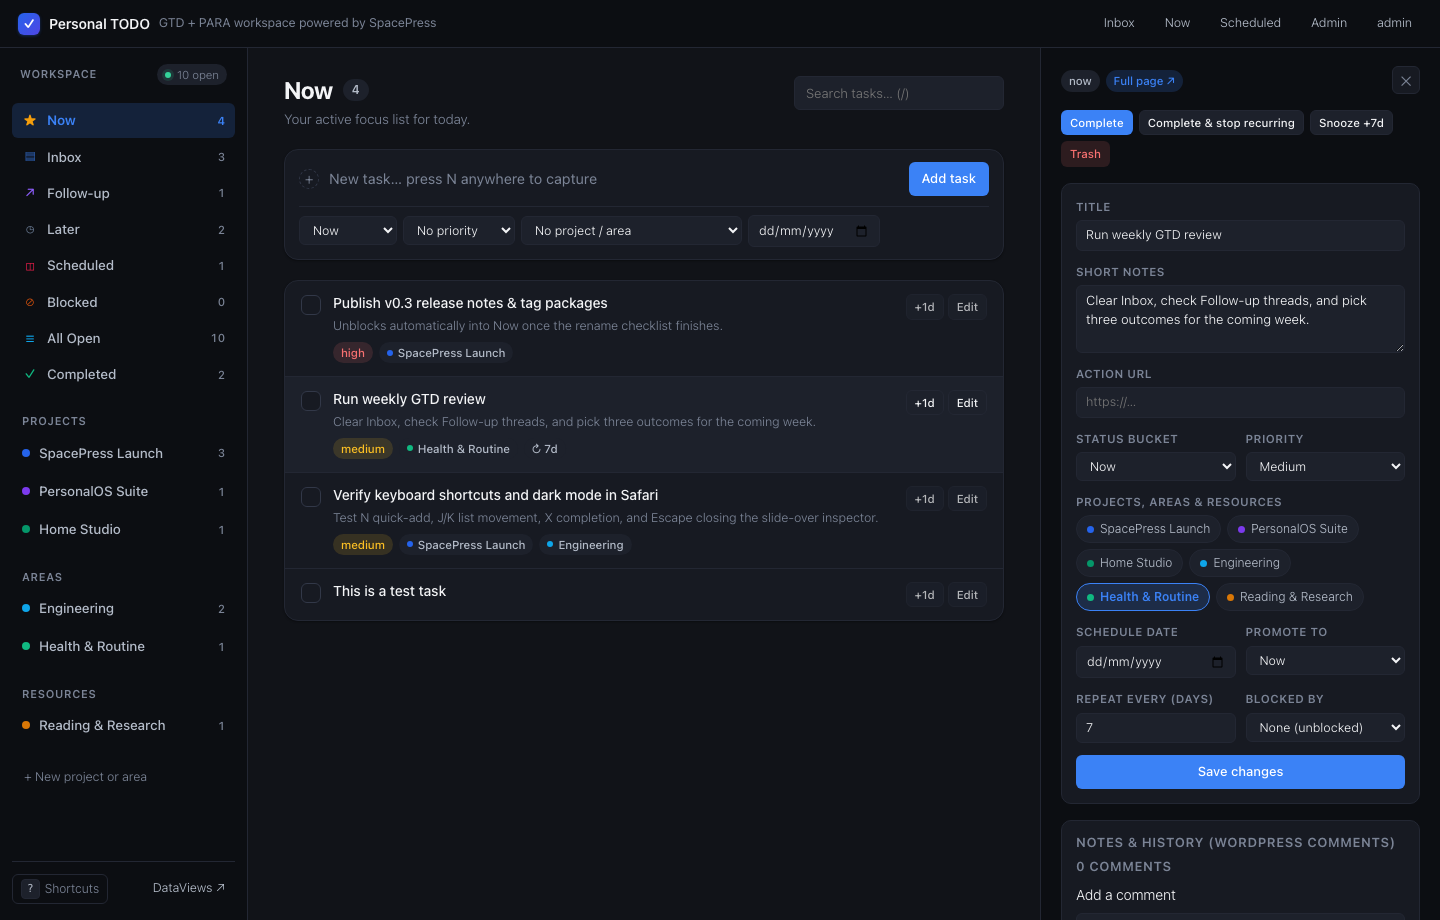 Personal TODO GTD + PARA workspace powered by SpacePress
Inbox Now Scheduled Admin admin
WORKSPACE 10 open
Now 4
Inbox 3
Follow-up 1
Later 2
Scheduled 1
Blocked 0
All Open 10
Completed 2
PROJECTS
SpacePress Launch 3
PersonalOS Suite 1
Home Studio 1
AREAS
Engineering 2
Health & Routine 1
RESOURCES
Reading & Research 1
+ New project or area
? Shortcuts DataViews ↗
Now 4
Search tasks... (/)
Your active focus list for today.
+ New task... press N anywhere to capture Add task
Now No priority No project / area dd/mm/yyyy
Publish v0.3 release notes & tag packages +1d Edit
Unblocks automatically into Now once the rename checklist finishes.
high SpacePress Launch
Run weekly GTD review +1d Edit
Clear Inbox, check Follow-up threads, and pick three outcomes for the coming week.
medium Health & Routine ↻ 7d
Verify keyboard shortcuts and dark mode in Safari +1d Edit
Test N quick-add, J/K list movement, X completion, and Escape closing the slide-over inspector.
medium SpacePress Launch Engineering
This is a test task +1d Edit
now Full page ↗
Complete Complete & stop recurring Snooze +7d
Trash
TITLE
Run weekly GTD review
SHORT NOTES
Clear Inbox, check Follow-up threads, and pick
three outcomes for the coming week.
ACTION URL
https://...
STATUS BUCKET PRIORITY
Now Medium
PROJECTS, AREAS & RESOURCES
SpacePress Launch PersonalOS Suite
Home Studio Engineering
Health & Routine Reading & Research
SCHEDULE DATE PROMOTE TO
dd/mm/yyyy Now
REPEAT EVERY (DAYS) BLOCKED BY
7 None (unblocked)
Save changes
NOTES & HISTORY (WORDPRESS COMMENTS)
0 COMMENTS
Add a comment